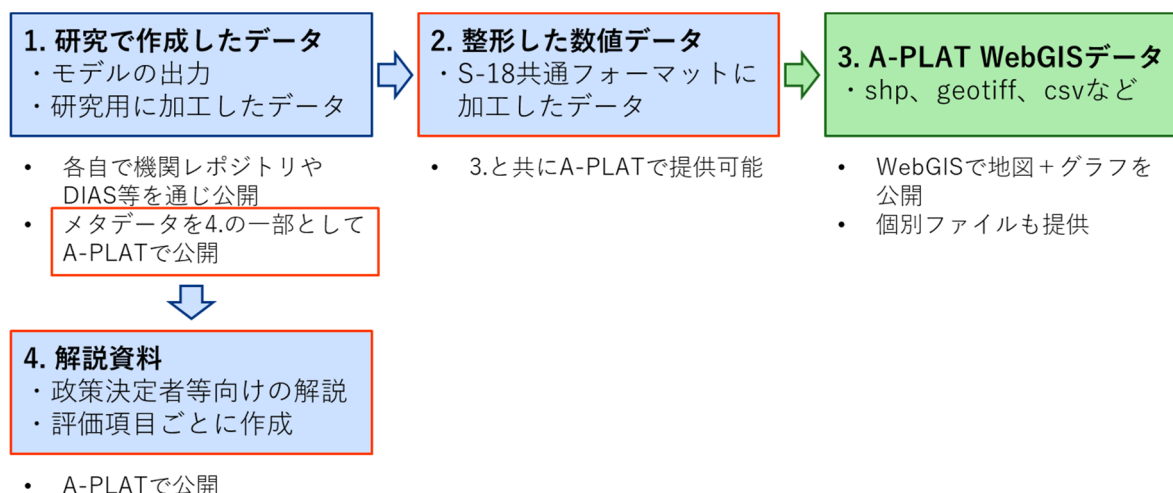 1. 研究で作成したデータ
・モデルの出力
・研究用に加工したデータ
• 各自で機関レポジトリや
DIAS等を通じ公開
• メタデータを4.の一部として
A-PLATで公開
2. 整形した数値データ
・S-18共通フォーマットに
加工したデータ
• 3.と共にA-PLATで提供可能
3. A-PLAT WebGISデータ
・shp、geotiff、csvなど
• WebGISで地図+グラフを
公開
• 個別ファイルも提供
4. 解説資料
・政策決定者等向けの解説
・評価項目ごとに作成
• A-PLATで公開